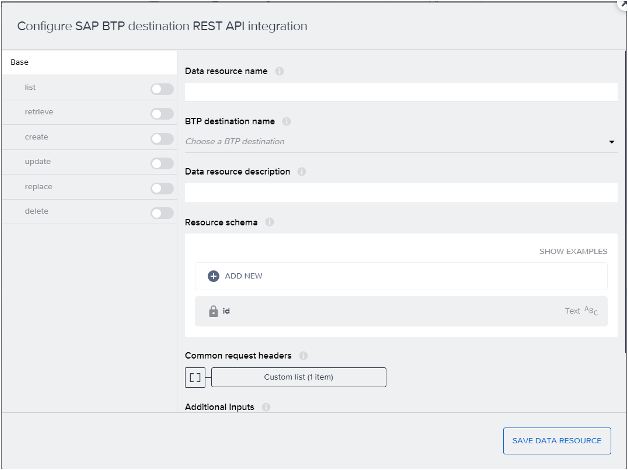 Configure SAP BTP destination REST API integration
Base
list
retrieve
create
update
replace
delete
Data resource name
BTP destination name
Choose a BTP destination
Data resource description
Resource schema
SHOW EXAMPLES
ADD NEW
id
Text ABC
Common request headers
Custom list (1 item)
Additional Inputs
SAVE DATA RESOURCE